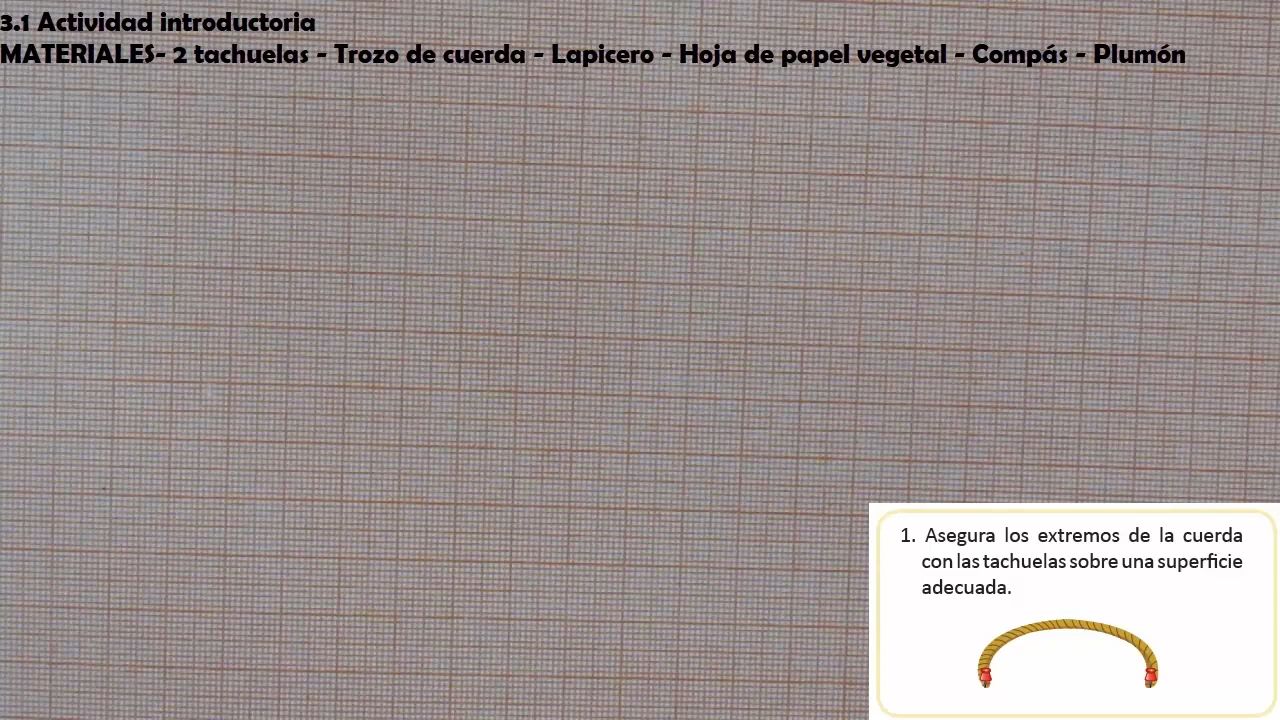 3.1 Actividad introductoria
MATERIALES- 2 tachuelas - Trozo de cuerda - Lapicero - Hoja de papel vegetal - Compás - Plumón
1. Asegura los extremos de la cuerda
con las tachuelas sobre una superficie
adecuada.